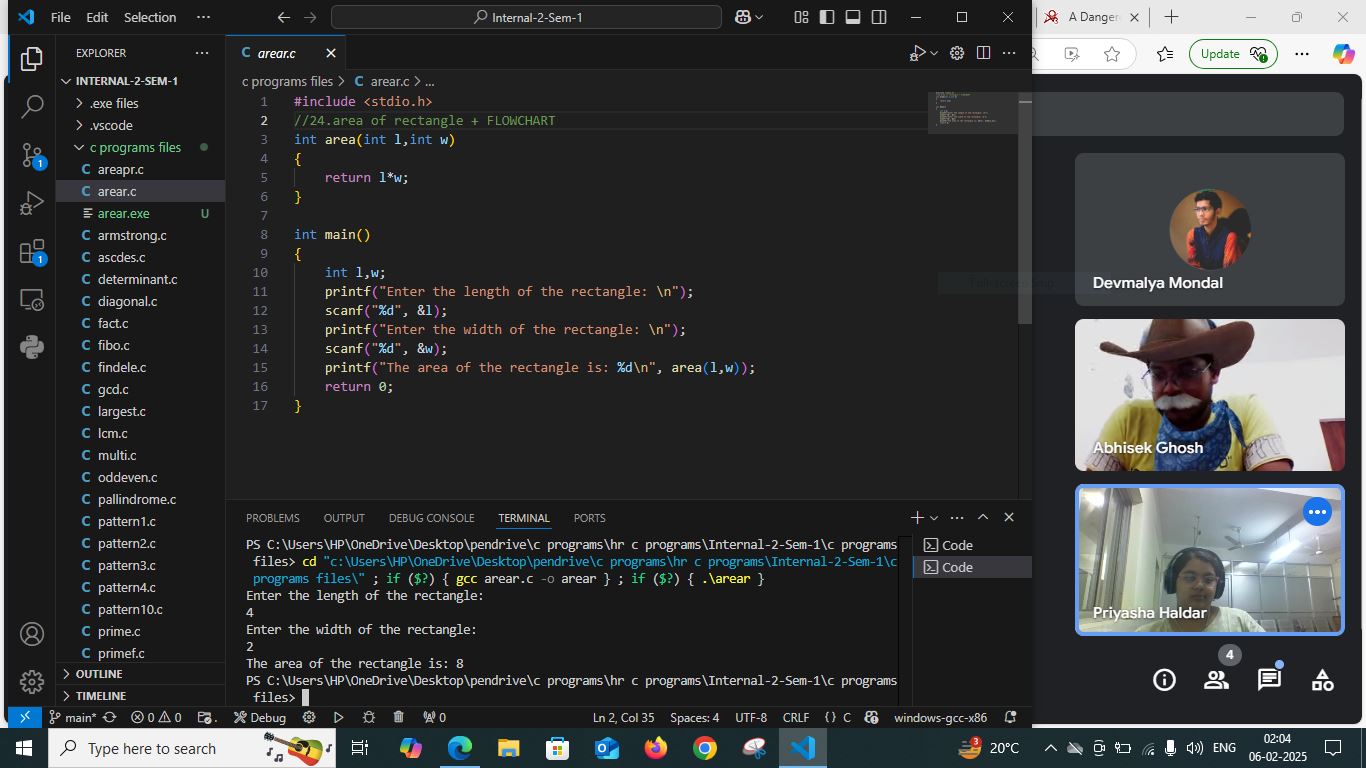 File Edit Selection ···
Internal-2-Sem-1
A Danger
Update
EXPLORER
INTERNAL-2-SEM-1
.exe files
.vscode
c programs files
C areapr.c
C arear.c
arear.exe U
C armstrong.c
C ascdes.c
C determinant.c
C diagonal.c
C fact.c
C fibo.c
C findele.c
C gcd.c
C largest.c
C lcm.c
C multi.c
C oddeven.c
C pallindrome.c
C pattern1.c
C pattern2.c
C pattern3.c
C pattern4.c
C pattern10.c
C prime.c
C primef.c
OUTLINE
TIMELINE
1
1
C arear.c
c programs files > C arear.c > ...
1 #include <stdio.h>
2 //24.area of rectangle + FLOWCHART
3 int area(int l,int w)
4 {
5 return l*w;
6 }
7
8 int main()
9 {
10 int l,w;
11 printf("Enter the length of the rectangle: \n");
12 scanf("%d", &l);
13 printf("Enter the width of the rectangle: \n");
14 scanf("%d", &w);
15 printf("The area of the rectangle is: %d\n", area(l,w));
16 return 0;
17 }
PROBLEMS OUTPUT DEBUG CONSOLE TERMINAL PORTS
PS C:\Users\HP\OneDrive\Desktop\pendrive\c programs\hr c programs\Internal-2-Sem-1\c programs
files> cd "c:\Users\HP\OneDrive\Desktop\pendrive\c programs\hr c programs\Internal-2-Sem-1\c
programs files\" ; if ($?) { gcc arear.c -o arear } ; if ($?) { .\arear }
Enter the length of the rectangle:
4
Enter the width of the rectangle:
2
The area of the rectangle is: 8
PS C:\Users\HP\OneDrive\Desktop\pendrive\c programs\hr c programs\Internal-2-Sem-1\c programs
files>
Code
Code
Devmalya Mondal
Abhisek Ghosh
Priyasha Haldar
4
main* 0 0 Debug 0 Ln 2, Col 35 Spaces: 4 UTF-8 CRLF {} C windows-gcc-x86
Type here to search
3 20°C ENG 02:04
06-02-2025